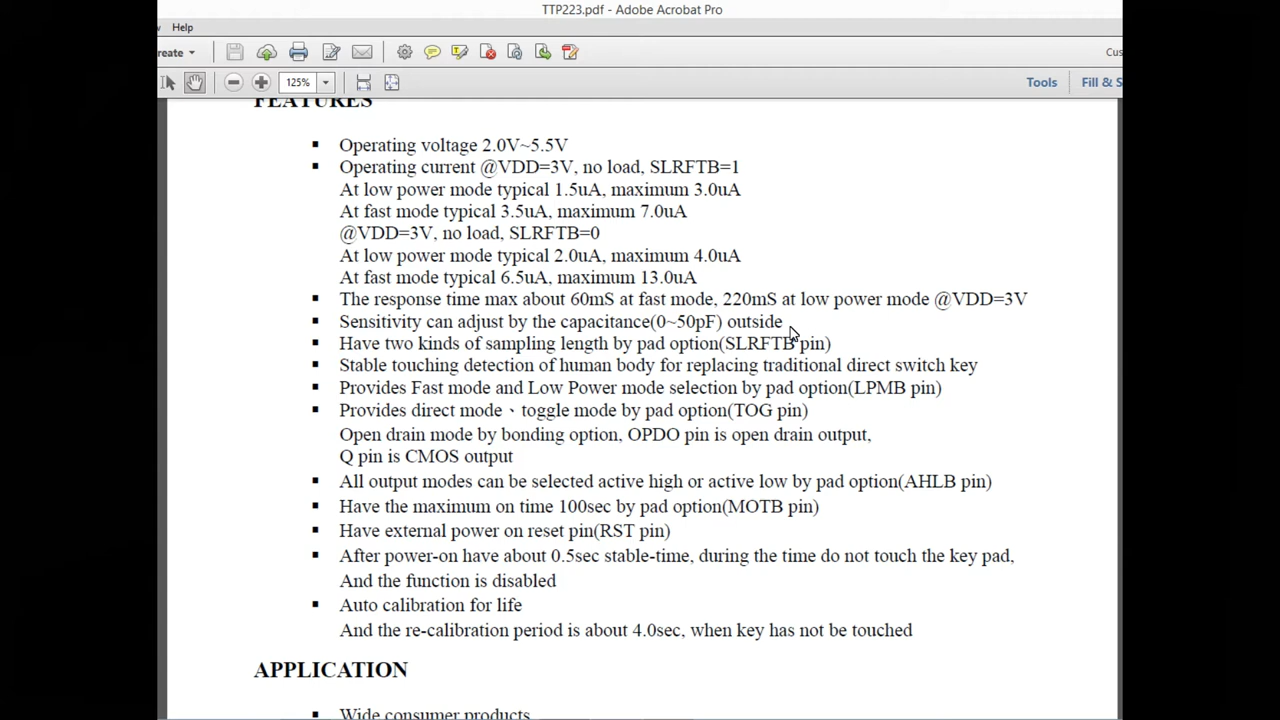 TTP223.pdf - Adobe Acrobat Pro
Help
reate
Cus
125%
Tools
Fill & S
FEATURES
▪ Operating voltage 2.0V~5.5V
▪ Operating current @VDD=3V, no load, SLRFTB=1
At low power mode typical 1.5uA, maximum 3.0uA
At fast mode typical 3.5uA, maximum 7.0uA
@VDD=3V, no load, SLRFTB=0
At low power mode typical 2.0uA, maximum 4.0uA
At fast mode typical 6.5uA, maximum 13.0uA
▪ The response time max about 60mS at fast mode, 220mS at low power mode @VDD=3V
▪ Sensitivity can adjust by the capacitance(0~50pF) outside
▪ Have two kinds of sampling length by pad option(SLRFTB pin)
▪ Stable touching detection of human body for replacing traditional direct switch key
▪ Provides Fast mode and Low Power mode selection by pad option(LPMB pin)
▪ Provides direct mode、toggle mode by pad option(TOG pin)
Open drain mode by bonding option, OPDO pin is open drain output,
Q pin is CMOS output
▪ All output modes can be selected active high or active low by pad option(AHLB pin)
▪ Have the maximum on time 100sec by pad option(MOTB pin)
▪ Have external power on reset pin(RST pin)
▪ After power-on have about 0.5sec stable-time, during the time do not touch the key pad,
And the function is disabled
▪ Auto calibration for life
And the re-calibration period is about 4.0sec, when key has not be touched
APPLICATION
▪ Wide consumer products